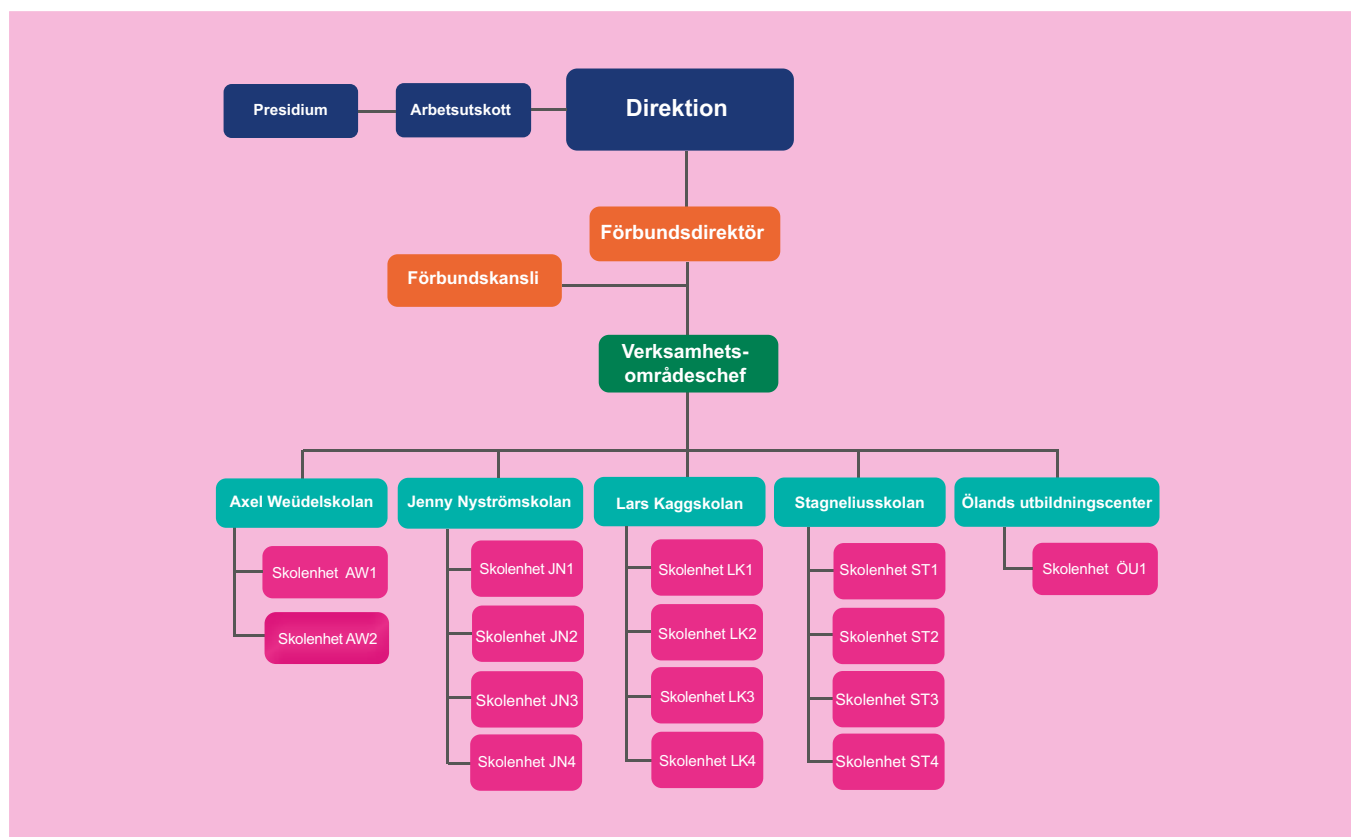 Presidium
Arbetsutskott
Direktion
Förbundsdirektör
Förbundskansli
Verksamhets-
områdeschef
Axel Weüdelskolan
Jenny Nyströmskolan
Lars Kaggskolan
Stagneliusskolan
Ölands utbildningscenter
Skolenhet AW1
Skolenhet AW2
Skolenhet JN1
Skolenhet JN2
Skolenhet JN3
Skolenhet JN4
Skolenhet LK1
Skolenhet LK2
Skolenhet LK3
Skolenhet LK4
Skolenhet ST1
Skolenhet ST2
Skolenhet ST3
Skolenhet ST4
Skolenhet ÖU1